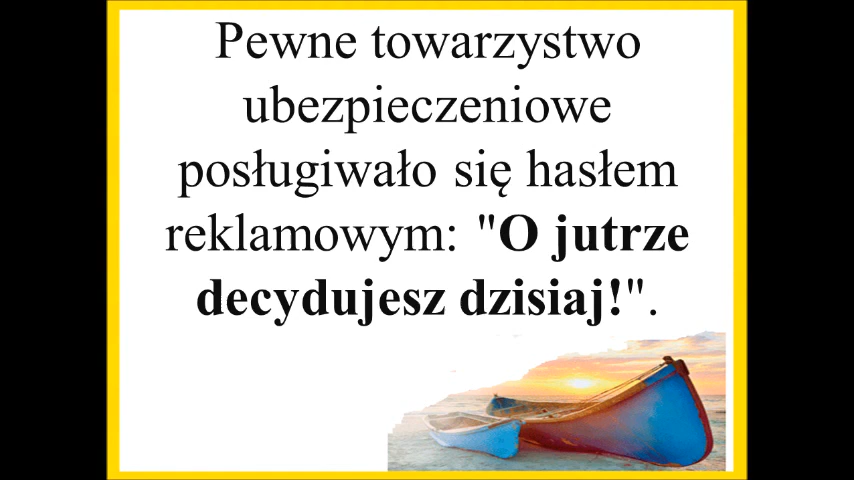 Pewne towarzystwo
ubezpieczeniowe
posługiwało się hasłem
reklamowym: "O jutrze
decydujesz dzisiaj!".